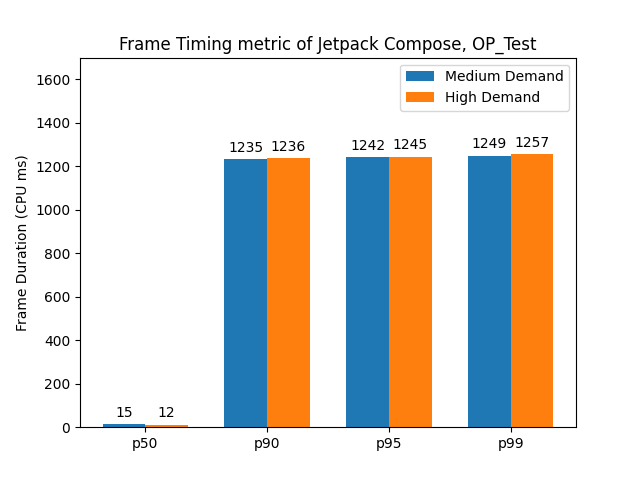 Frame Timing metric of Jetpack Compose, OP_Test
Medium Demand
High Demand
Frame Duration (CPU ms)
1600
1400
1200
1000
800
600
400
200
0
15
12
1235
1236
1242
1245
1249
1257
p50
p90
p95
p99